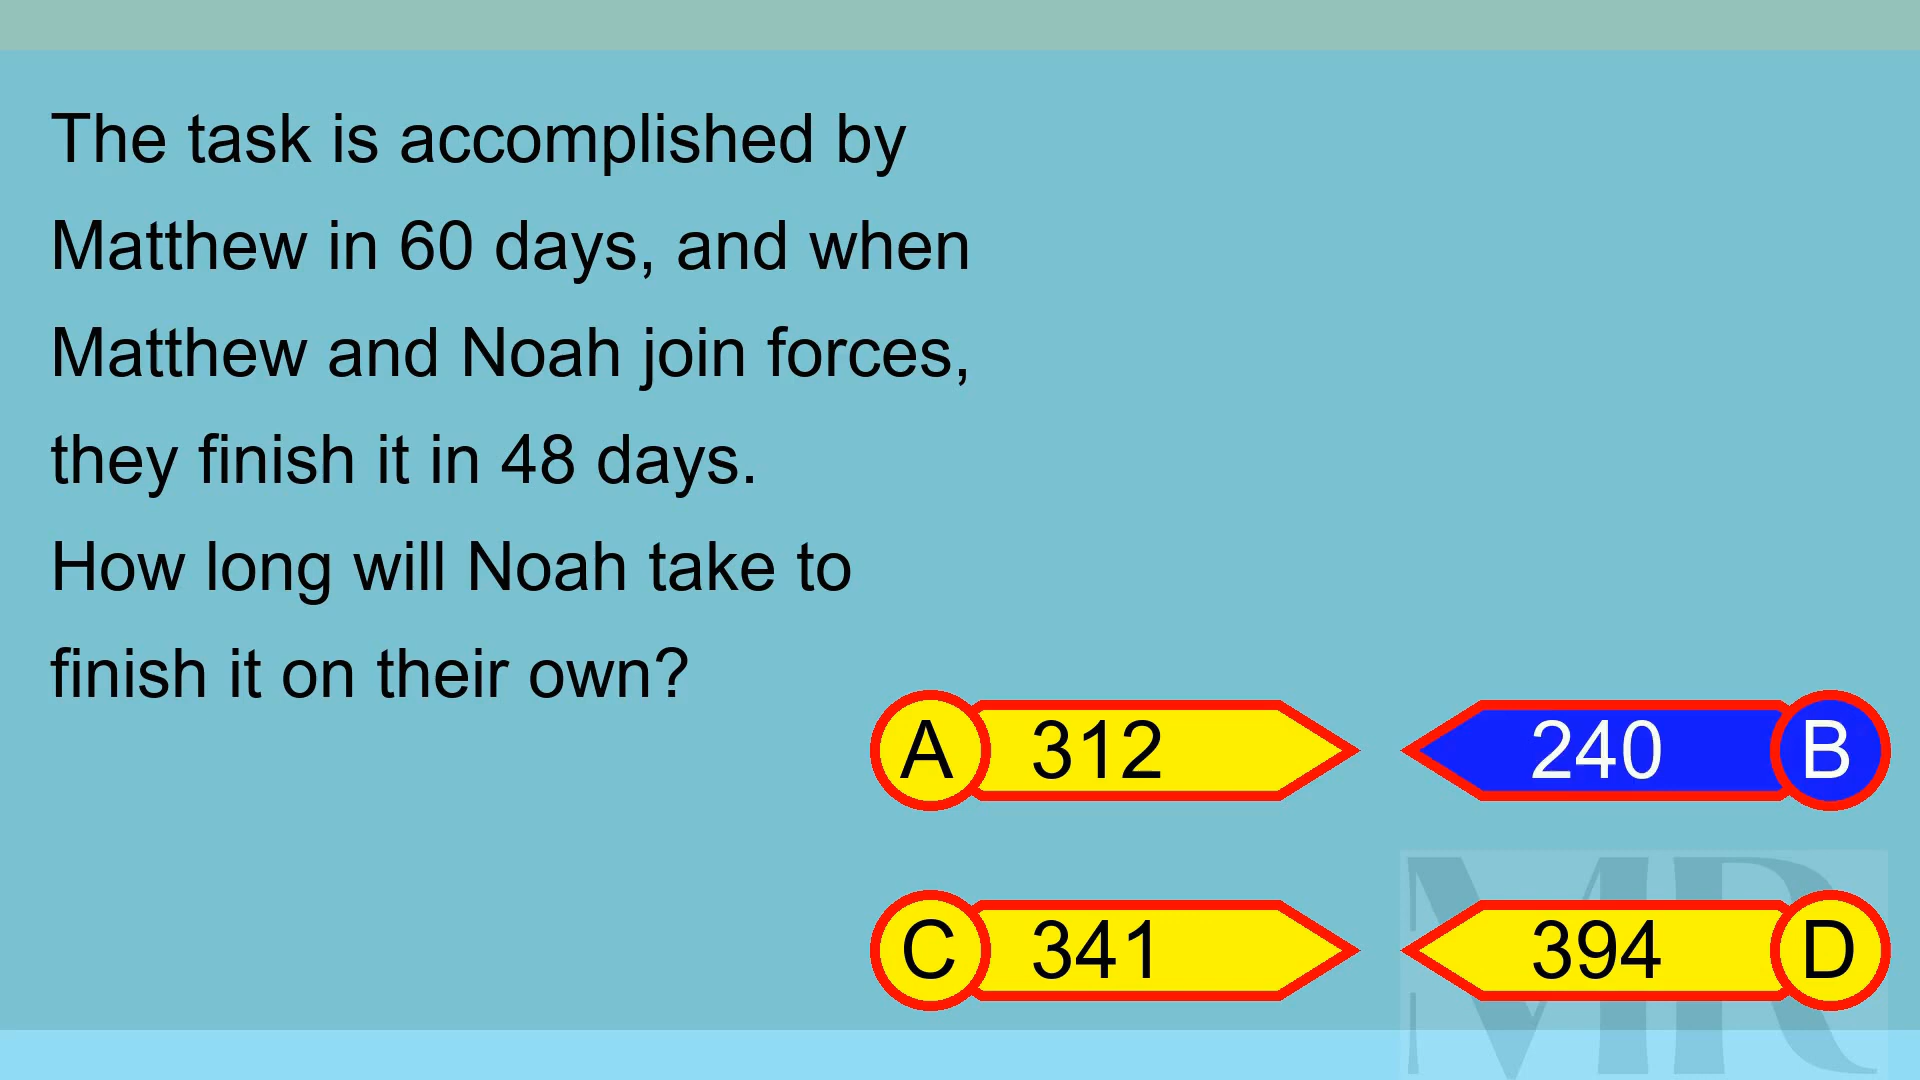 The task is accomplished by
Matthew in 60 days, and when
Matthew and Noah join forces,
they finish it in 48 days.
How long will Noah take to
finish it on their own?
A 312
240 B
C 341
394 D
MR